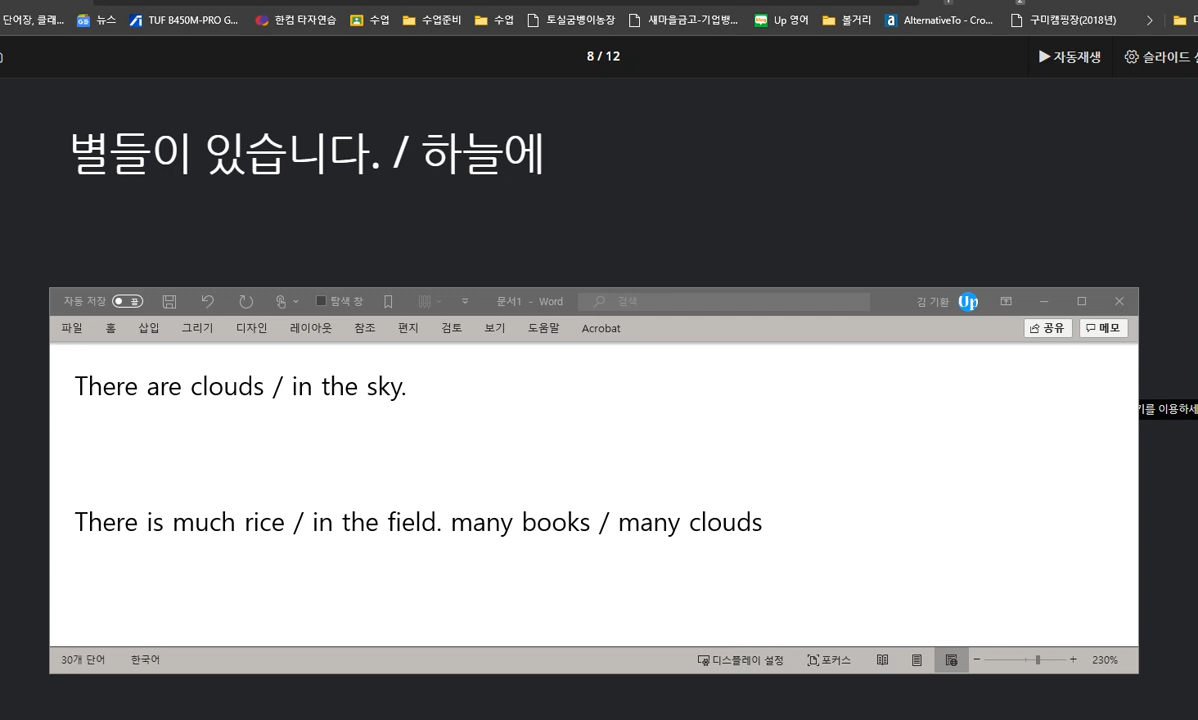 단어장, 클래... 뉴스 TUF B450M-PRO G... 한컴 타자연습 수업 수업준비 수업 토실굼벵이농장 새마을금고-기업뱅... Up 영어 볼거리 AlternativeTo - Cro... 구미캠핑장(2018년)
8 / 12 자동재생 슬라이드
별들이 있습니다. / 하늘에
자동 저장 끔 탐색 창 문서1 - Word 검색 김 기환 Up
파일 홈 삽입 그리기 디자인 레이아웃 참조 편지 검토 보기 도움말 Acrobat 공유 메모
There are clouds / in the sky.
기를 이용하세
There is much rice / in the field. many books / many clouds
30개 단어 한국어 디스플레이 설정 포커스 230%